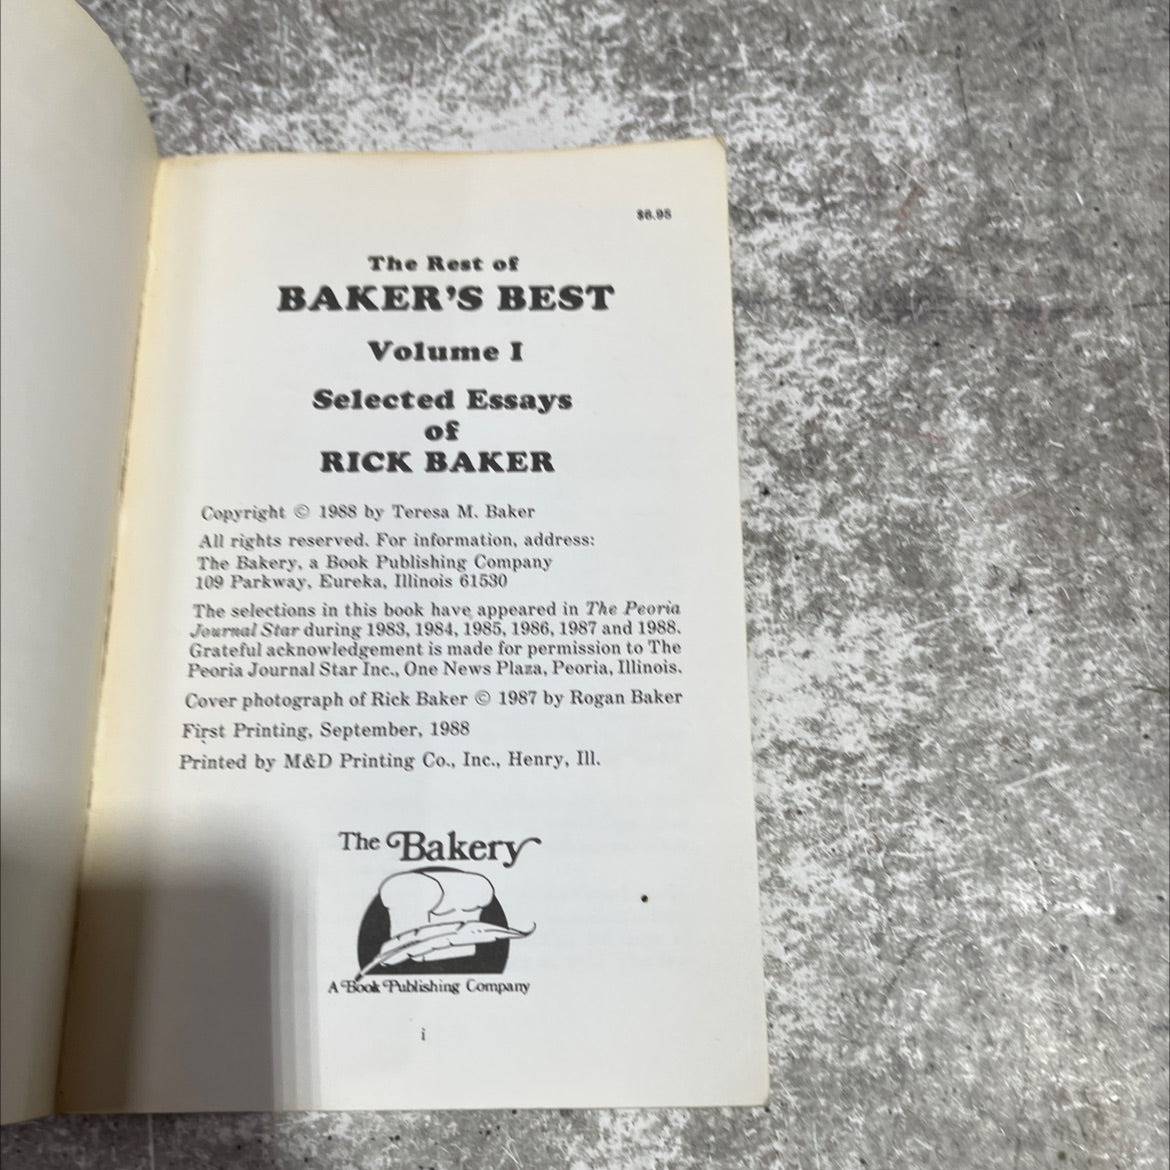 $6.95
The Rest of
BAKER'S BEST
Volume I
Selected Essays
of
RICK BAKER
Copyright © 1988 by Teresa M. Baker
All rights reserved. For information, address:
The Bakery, a Book Publishing Company
109 Parkway, Eureka, Illinois 61530
The selections in this book have appeared in The Peoria
Journal Star during 1983, 1984, 1985, 1986, 1987 and 1988.
Grateful acknowledgement is made for permission to The
Peoria Journal Star Inc., One News Plaza, Peoria, Illinois.
Cover photograph of Rick Baker © 1987 by Rogan Baker
First Printing, September, 1988
Printed by M&D Printing Co., Inc., Henry, Ill.
The Bakery
A Book Publishing Company
i